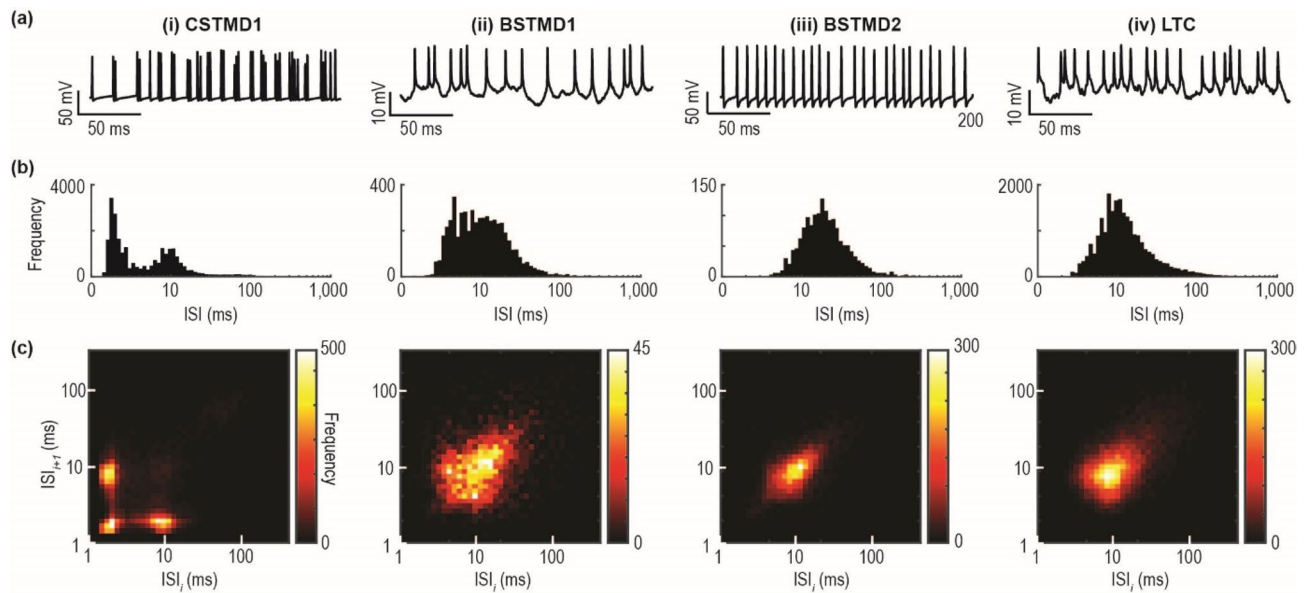 (a)
(i) CSTMD1 (ii) BSTMD1 (iii) BSTMD2 (iv) LTC
50 mV 10 mV 50 mV 10 mV
50 ms 50 ms 50 ms 200 50 ms
(b)
4000 400 150 2000
Frequency
0 0 0 0
0 10 100 1,000 0 10 100 1,000 0 10 100 1,000 0 10 100 1,000
ISI (ms) ISI (ms) ISI (ms) ISI (ms)
(c)
500 45 300 300
100 100 100 100
ISIi+1 (ms) Frequency
10 10 10 10
1 0 1 0 1 0 1 0
1 10 100 1 10 100 1 10 100 1 10 100
ISIi (ms) ISIi (ms) ISIi (ms) ISIi (ms)